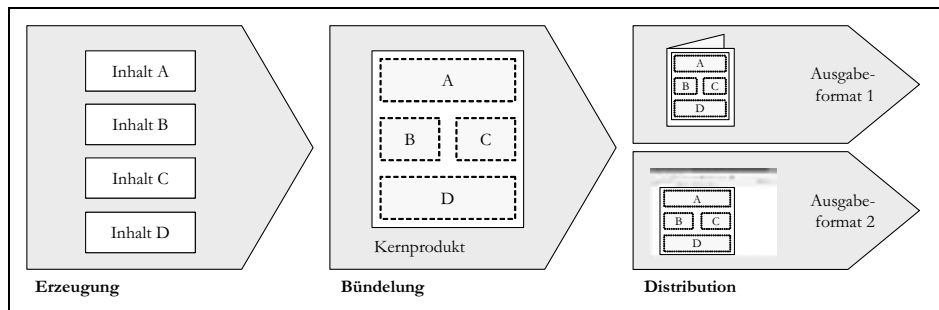 Inhalt A
Inhalt B
Inhalt C
Inhalt D
Erzeugung
A
B C
D
Kernprodukt
Bündelung
A
B C
D
Ausgabe-
format 1
A
B C
D
Ausgabe-
format 2
Distribution